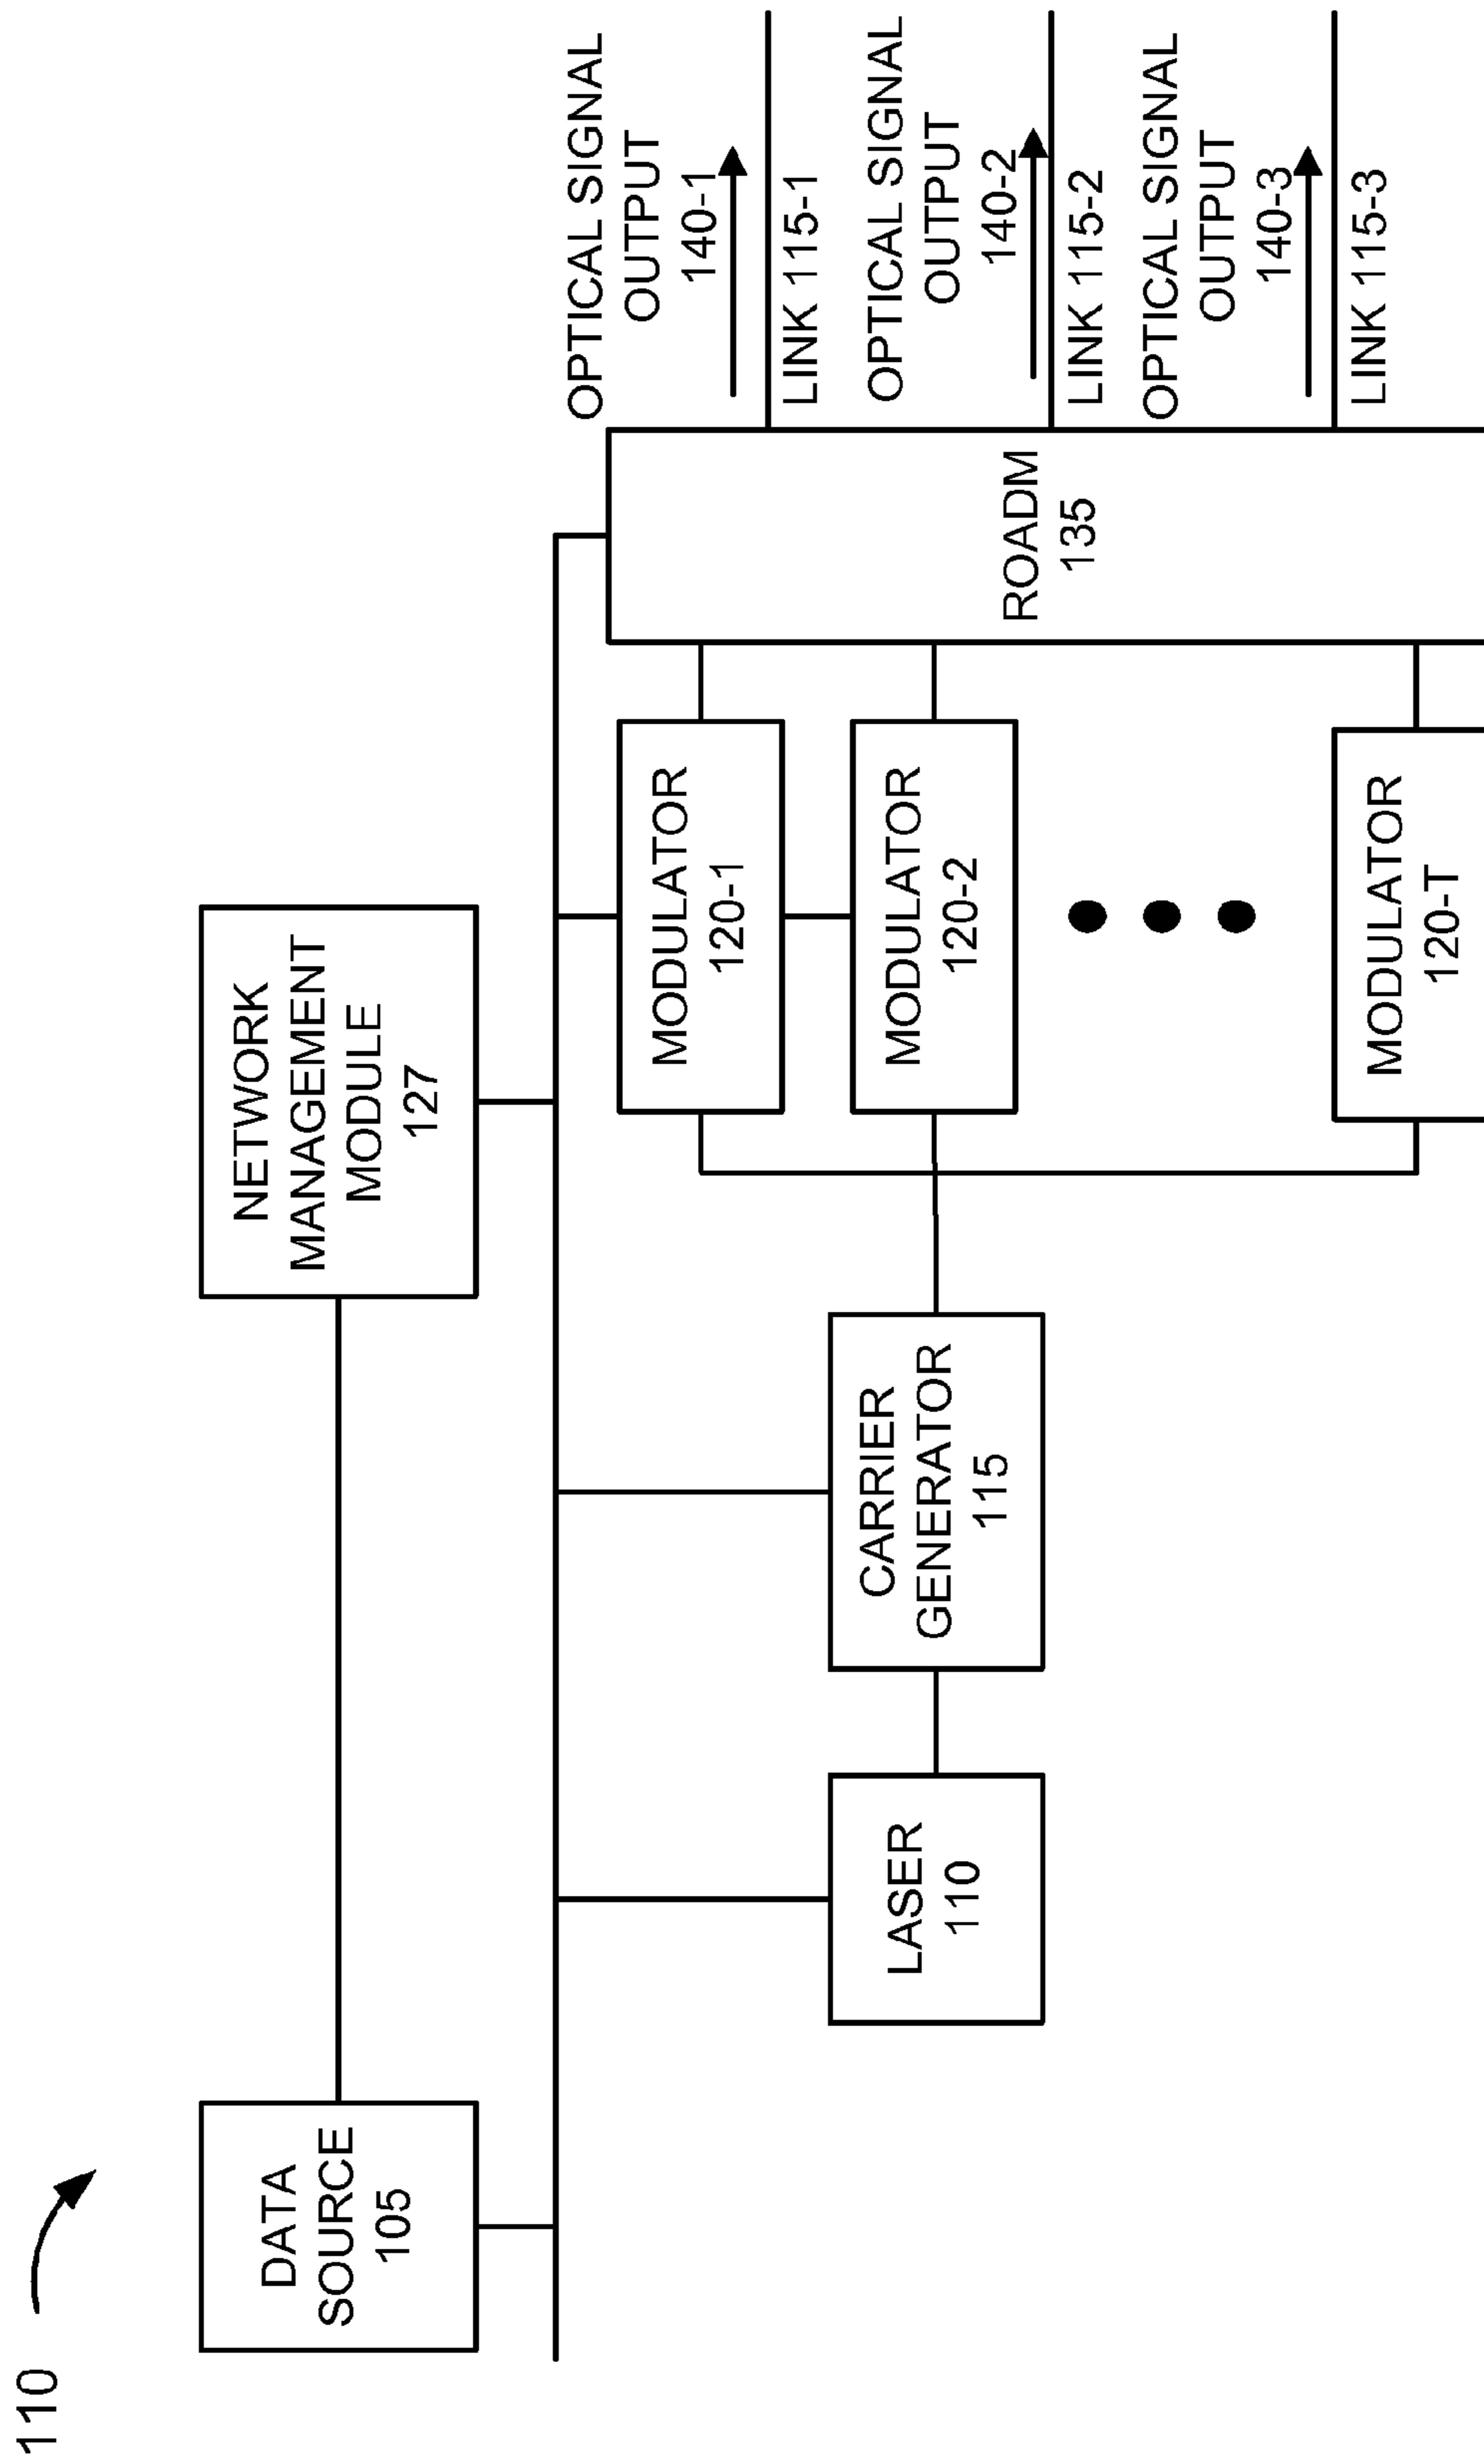 110
DATA
SOURCE
105
NETWORK
MANAGEMENT
MODULE
127
LASER
110
CARRIER
GENERATOR
115
MODULATOR
120-1
MODULATOR
120-2
MODULATOR
120-T
ROADM
135
OPTICAL SIGNAL
OUTPUT
140-1
LINK 115-1
OPTICAL SIGNAL
OUTPUT
140-2
LINK 115-2
OPTICAL SIGNAL
OUTPUT
140-3
LINK 115-3